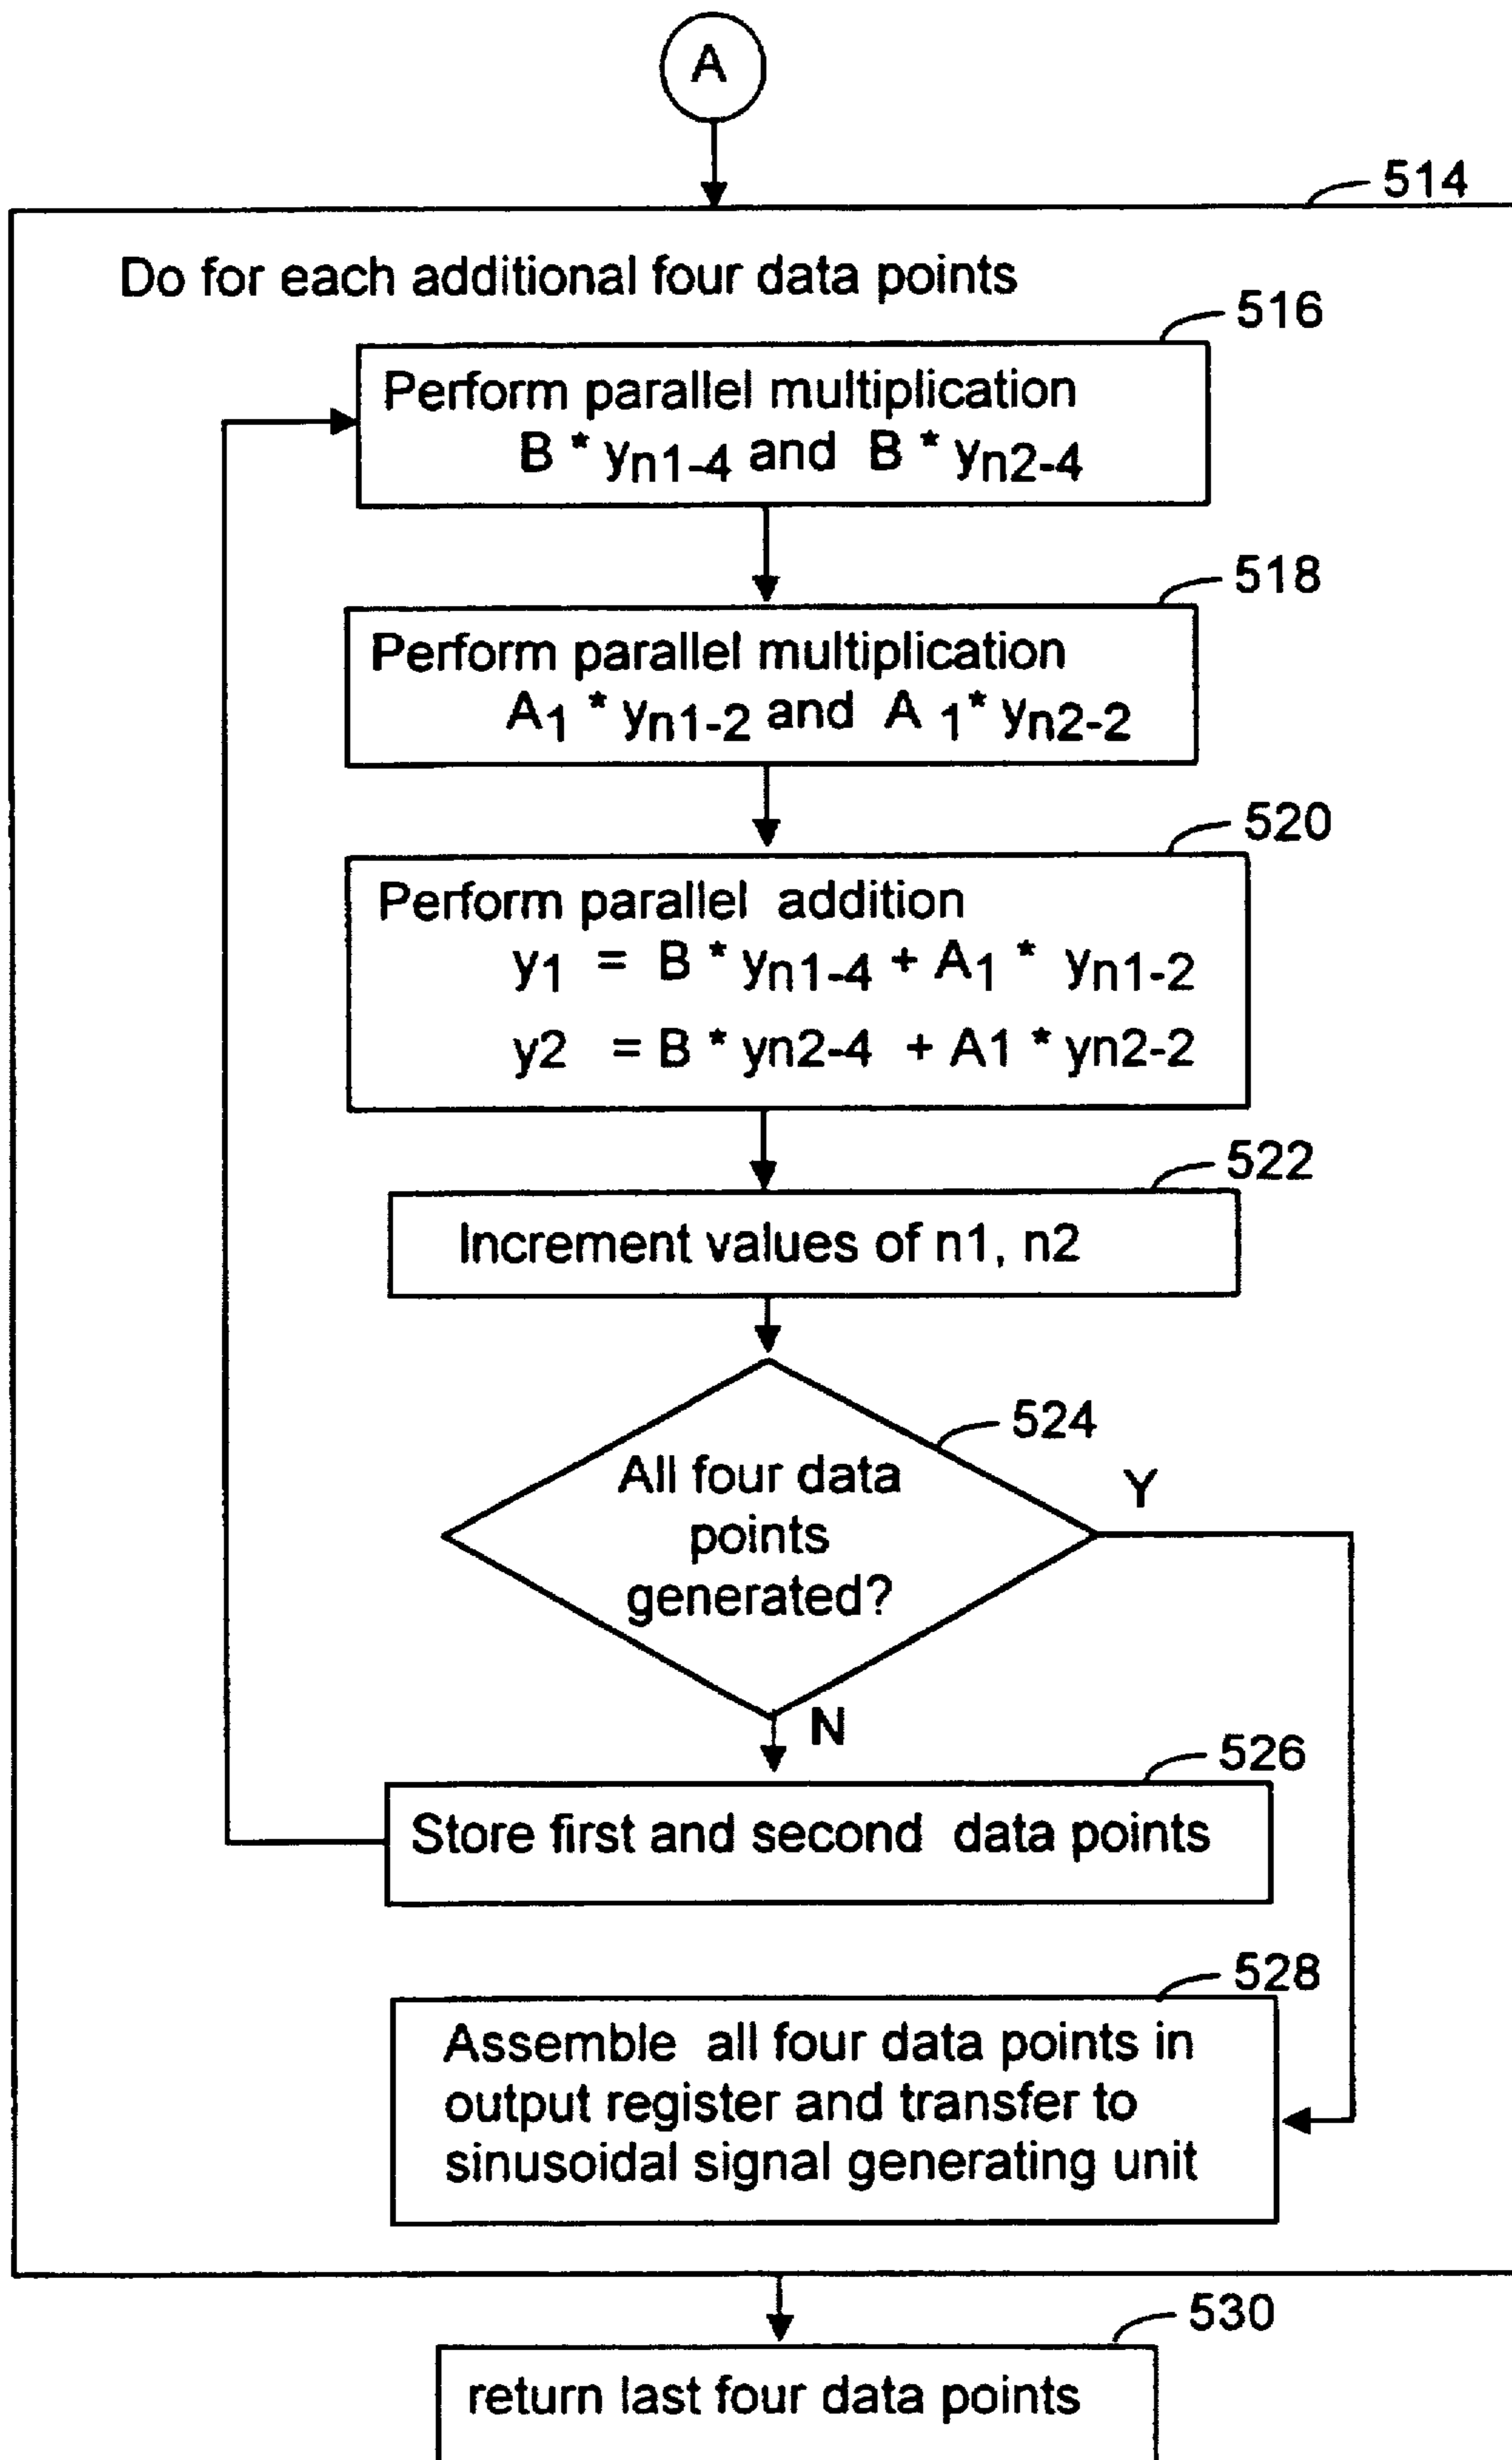 A
514
Do for each additional four data points
516
Perform parallel multiplication
B * yn1-4 and B * yn2-4
518
Perform parallel multiplication
A1 * yn1-2 and A 1* yn2-2
520
Perform parallel addition
y1 = B * yn1-4 + A1 * yn1-2
y2 = B * yn2-4 + A1 * yn2-2
522
Increment values of n1, n2
524
All four data
points
generated?
Y
N
526
Store first and second data points
528
Assemble all four data points in
output register and transfer to
sinusoidal signal generating unit
530
return last four data points